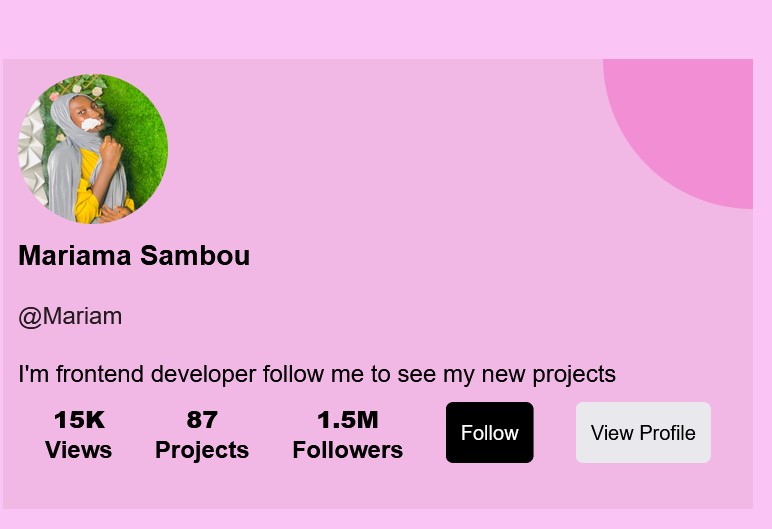 Mariama Sambou
@Mariam
I'm frontend developer follow me to see my new projects
15K 87 1.5M
Views Projects Followers Follow View Profile